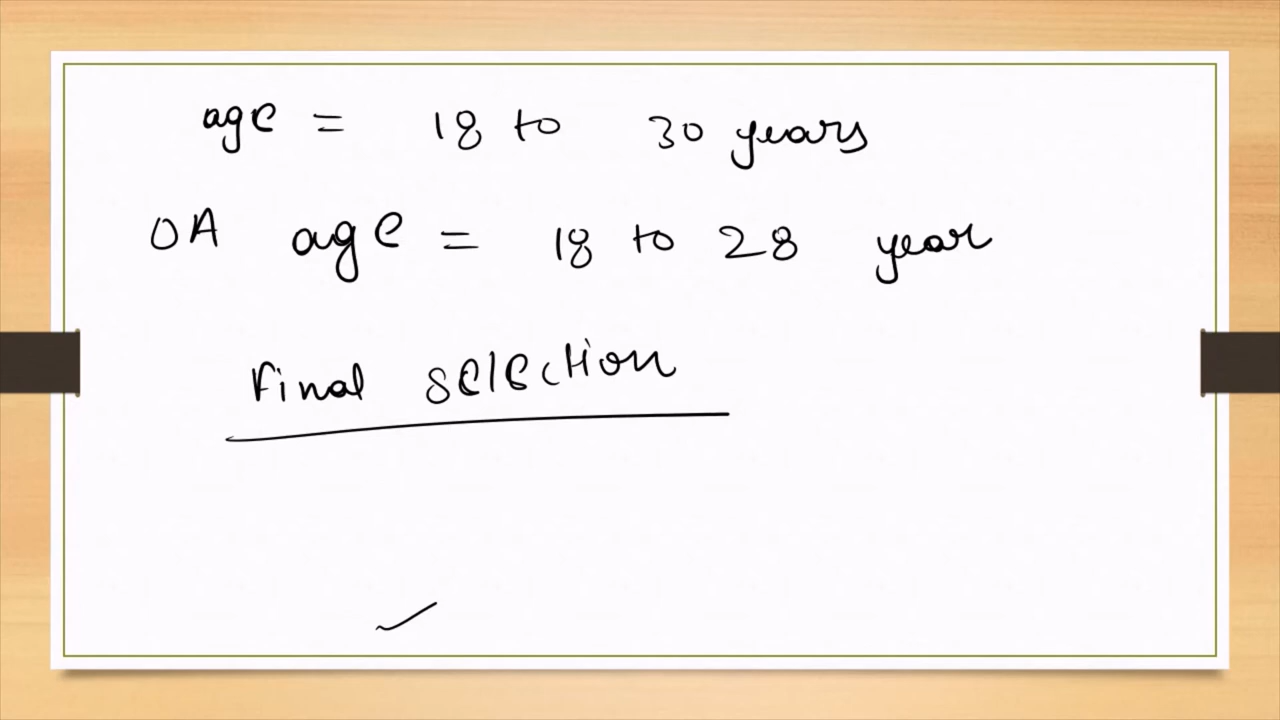 age = 18 to 30 years
OA age = 18 to 28 year
Final selection